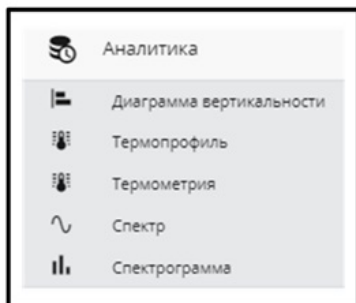 Аналитика
Диаграмма вертикальности
Термопрофиль
Термометрия
Спектр
Спектрограмма